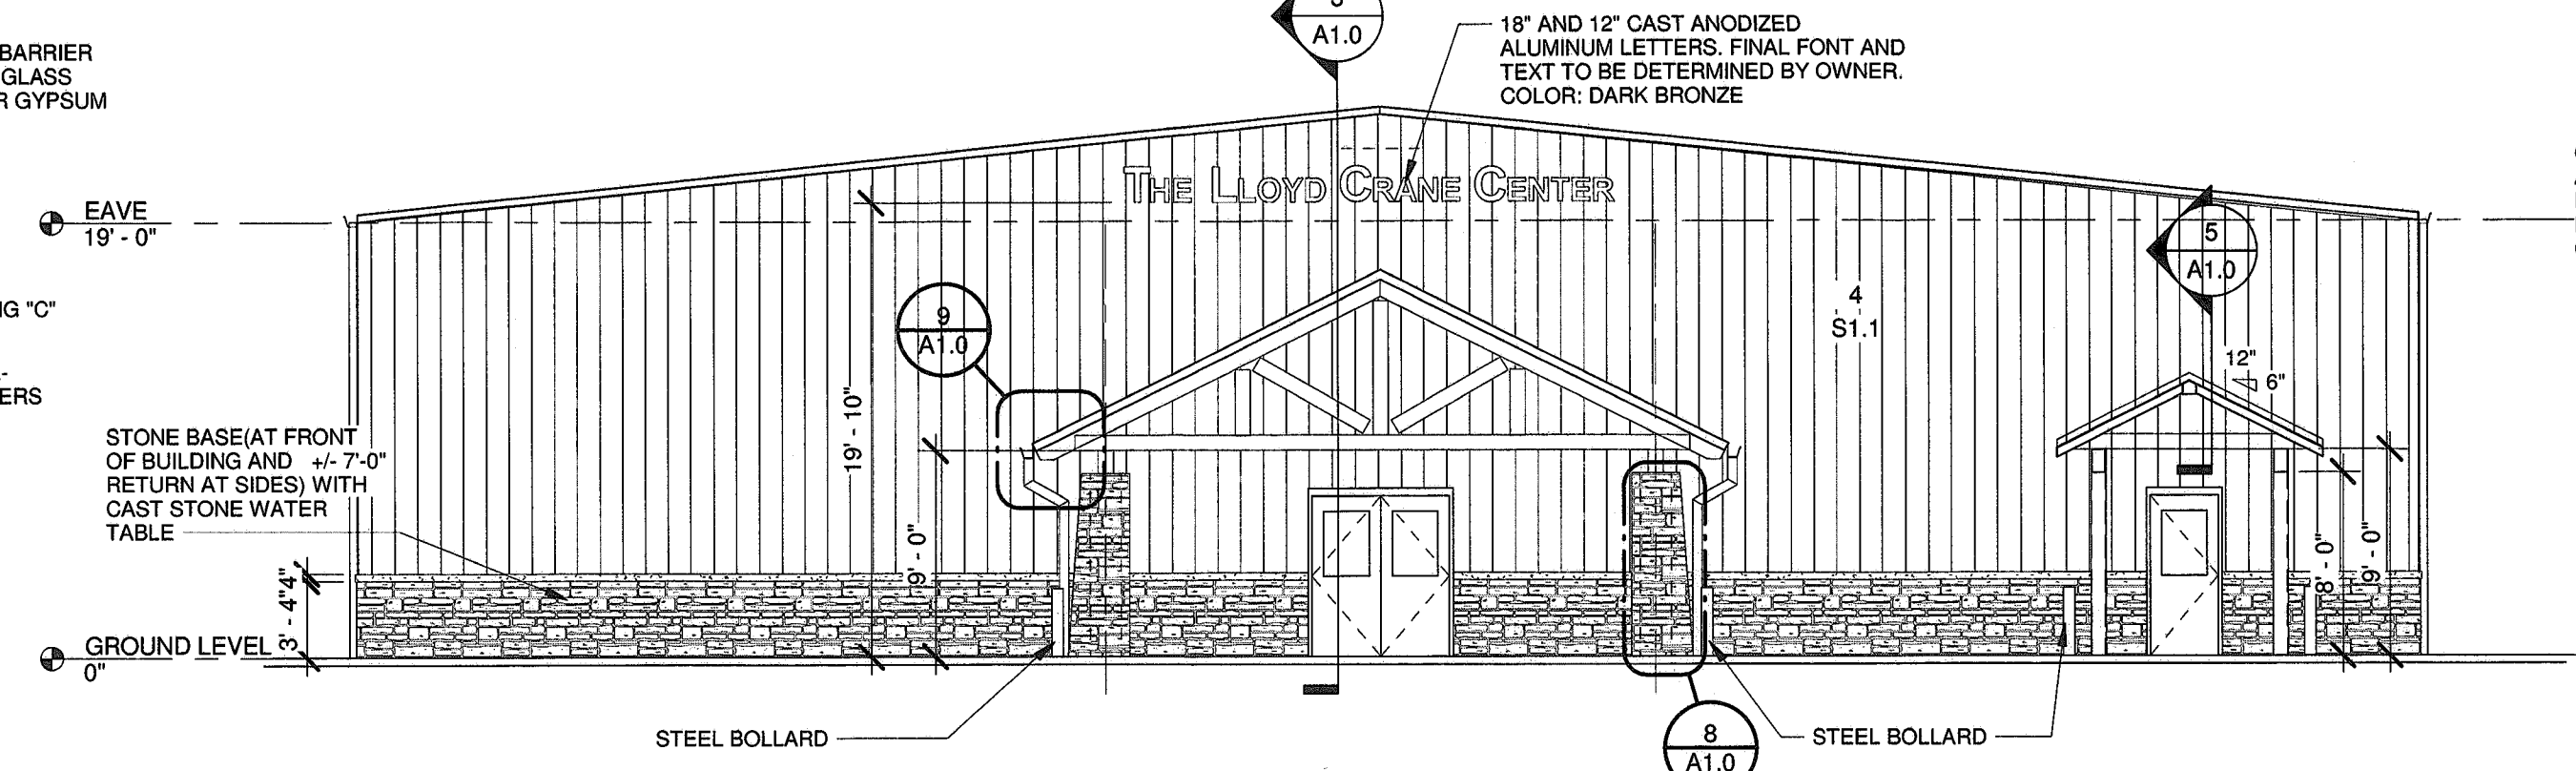 BARRIER
GLASS
R GYPSUM
A1.0
18" AND 12" CAST ANODIZED
ALUMINUM LETTERS. FINAL FONT AND
TEXT TO BE DETERMINED BY OWNER.
COLOR: DARK BRONZE
THE LLOYD CRANE CENTER
EAVE
19' - 0"
5
A1.0
NG "C"
4
S1.1
9
A1.0
12"
6"
ERS
STONE BASE(AT FRONT
OF BUILDING AND +/- 7'-0"
RETURN AT SIDES) WITH
CAST STONE WATER
TABLE
19' - 10"
9' - 0"
8' - 0"
9' - 0"
4"
3' - 4"
GROUND LEVEL
0"
STEEL BOLLARD
8
A1.0
STEEL BOLLARD